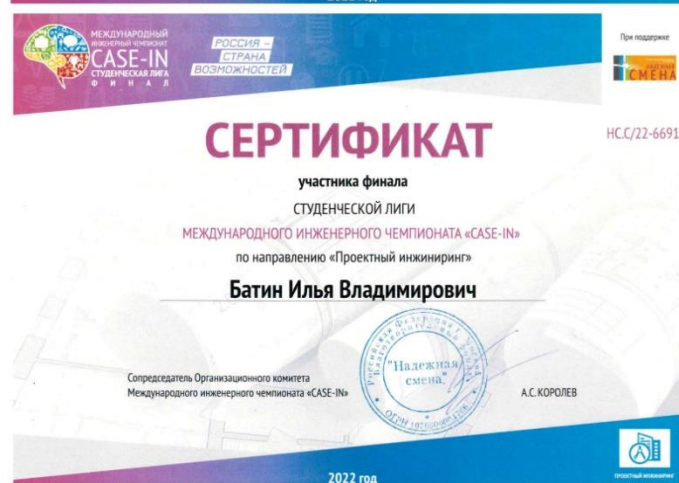 МЕЖДУНАРОДНЫЙ
ИНЖЕНЕРНЫЙ ЧЕМПИОНАТ
CASE-IN
СТУДЕНЧЕСКАЯ ЛИГА
ФИНАЛ
РОССИЯ –
СТРАНА
ВОЗМОЖНОСТЕЙ
При поддержке
СМЕНА
СЕРТИФИКАТ
НС.С/22-6691
участника финала
СТУДЕНЧЕСКОЙ ЛИГИ
МЕЖДУНАРОДНОГО ИНЖЕНЕРНОГО ЧЕМПИОНАТА «CASE-IN»
по направлению «Проектный инжиниринг»
Батин Илья Владимирович
"Надежная
смена"
Сопредседатель Организационного комитета
Международного инженерного чемпионата «CASE-IN»
А.С. КОРОЛЕВ
ПРОЕКТНЫЙ ИНЖИНИРИНГ
2022 год